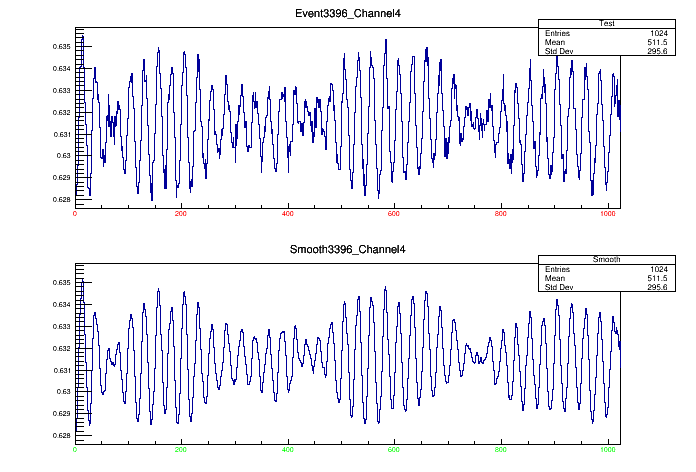 Event3396_Channel4
Test
Entries 1024
Mean 511.5
Std Dev 295.6
0.635
0.634
0.633
0.632
0.631
0.63
0.629
0.628
0 200 400 600 800 1000
Smooth3396_Channel4
Smooth
Entries 1024
Mean 511.5
Std Dev 295.6
0.635
0.634
0.633
0.632
0.631
0.63
0.629
0.628
0 200 400 600 800 1000